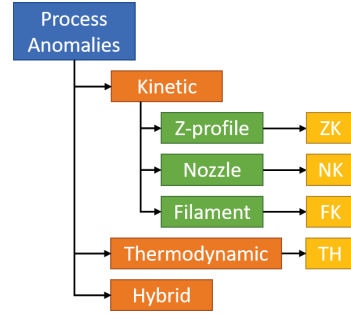 Process
Anomalies
Kinetic
Z-profile
ZK
Nozzle
NK
Filament
FK
Thermodynamic
TH
Hybrid